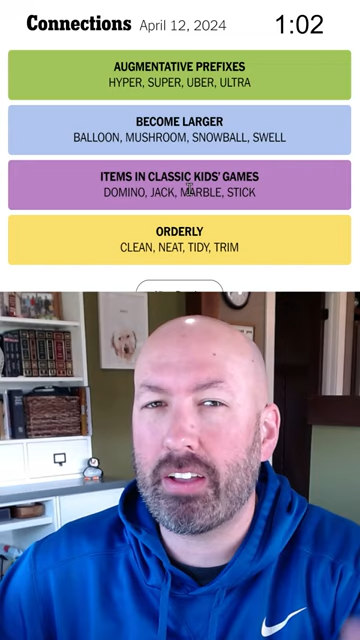 Connections April 12, 2024 1:02
AUGMENTATIVE PREFIXES
HYPER, SUPER, UBER, ULTRA
BECOME LARGER
BALLOON, MUSHROOM, SNOWBALL, SWELL
ITEMS IN CLASSIC KIDS' GAMES
DOMINO, JACK, MARBLE, STICK
ORDERLY
CLEAN, NEAT, TIDY, TRIM